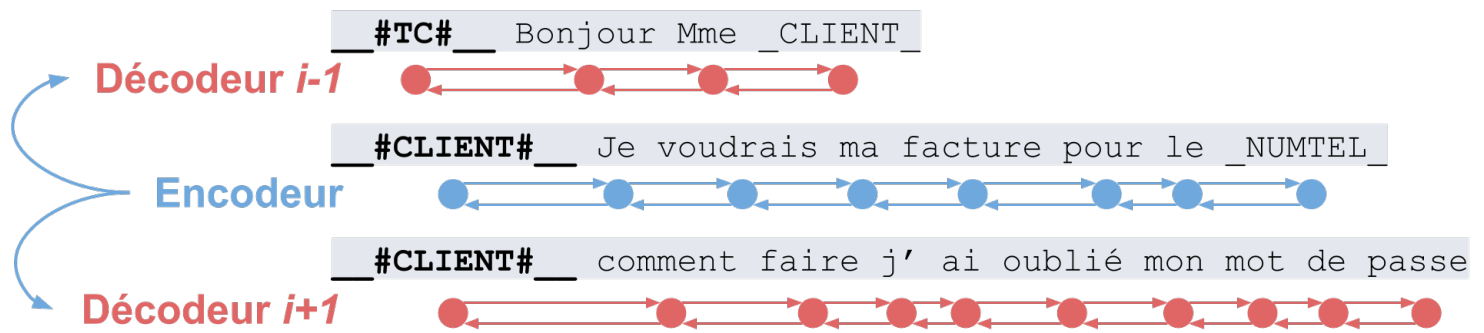 __#TC#__ Bonjour Mme _CLIENT_
Décodeur i-1
__#CLIENT#__ Je voudrais ma facture pour le _NUMTEL_
Encodeur
__#CLIENT#__ comment faire j’ ai oublié mon mot de passe
Décodeur i+1